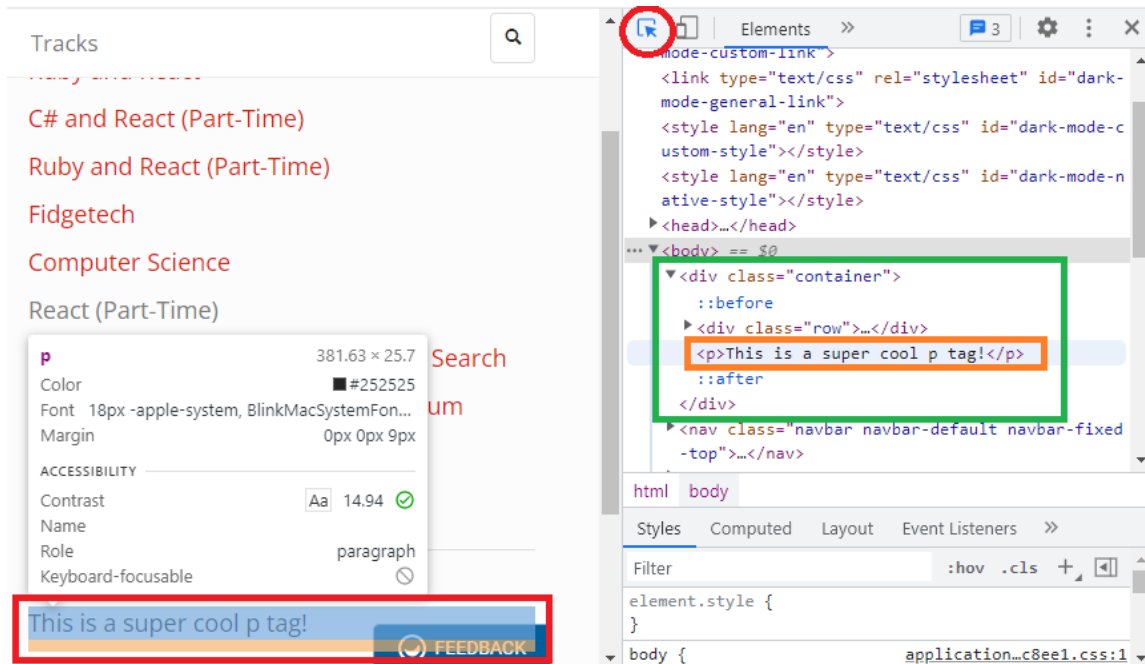 Tracks
Ruby and React
C# and React (Part-Time)
Ruby and React (Part-Time)
Fidgetech
Computer Science
React (Part-Time)
Search
um
p 381.63 × 25.7
Color #252525
Font 18px -apple-system, BlinkMacSystemFon...
Margin 0px 0px 9px
ACCESSIBILITY
Contrast Aa 14.94
Name
Role paragraph
Keyboard-focusable
This is a super cool p tag!
FEEDBACK
Elements » 3
mode-custom-link">
<link type="text/css" rel="stylesheet" id="dark-
mode-general-link">
<style lang="en" type="text/css" id="dark-mode-c
ustom-style"></style>
<style lang="en" type="text/css" id="dark-mode-n
ative-style"></style>
<head>…</head>
<body> == $0
<div class="container">
::before
<div class="row">…</div>
<p>This is a super cool p tag!</p>
::after
</div>
<nav class="navbar navbar-default navbar-fixed
-top">…</nav>
html body
Styles Computed Layout Event Listeners »
Filter :hov .cls +
element.style {
}
body { application…c8ee1.css:1